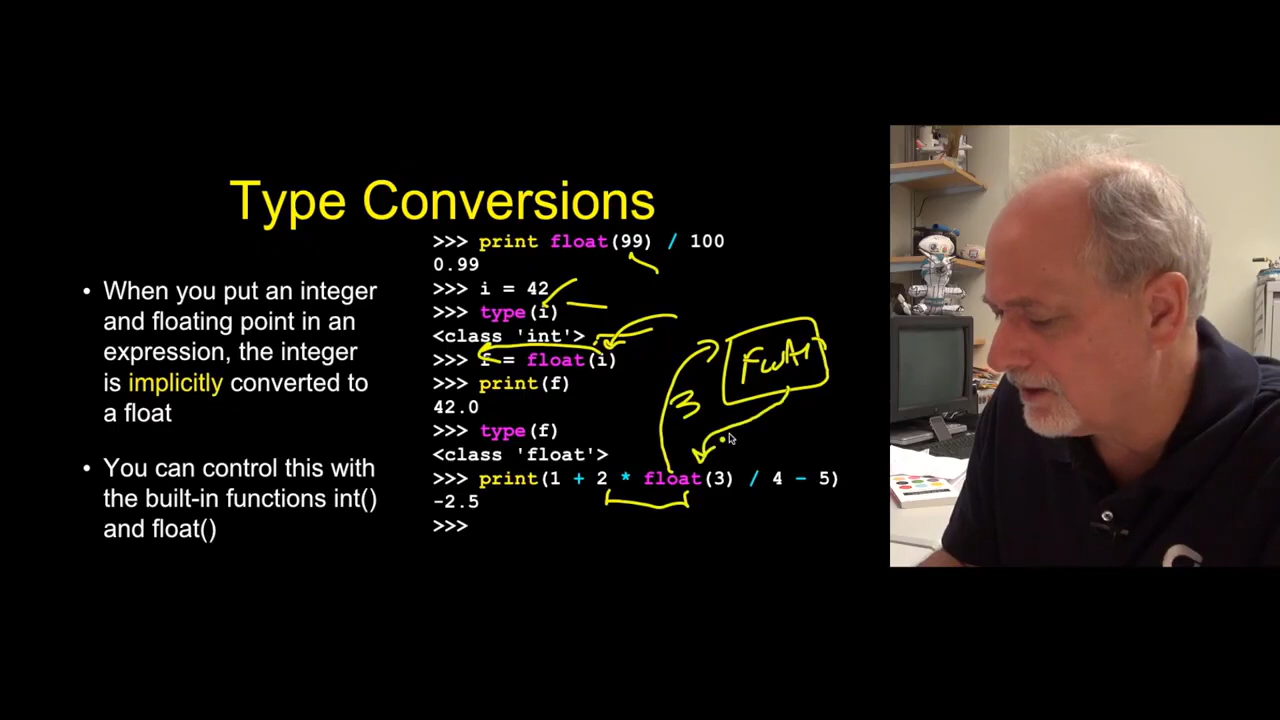 Type Conversions
• When you put an integer
and floating point in an
expression, the integer
is implicitly converted to
a float
• You can control this with
the built-in functions int()
and float()
>>> print float(99) / 100
0.99
>>> i = 42
>>> type(i)
<class 'int'>
>>> f = float(i)
>>> print(f)
42.0
>>> type(f)
<class 'float'>
>>> print(1 + 2 * float(3) / 4 - 5)
-2.5
>>>
3